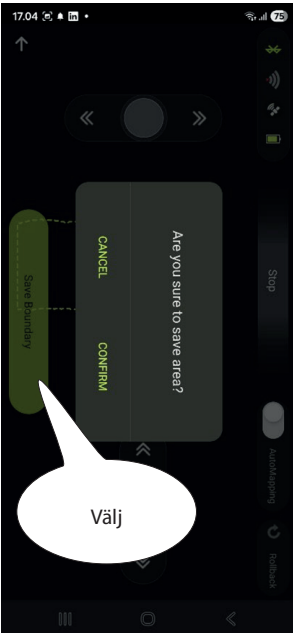 17.04
75
Stop
AutoMapping
Rollback
Are you sure to save area?
CANCEL
CONFIRM
Save Boundary
Välj